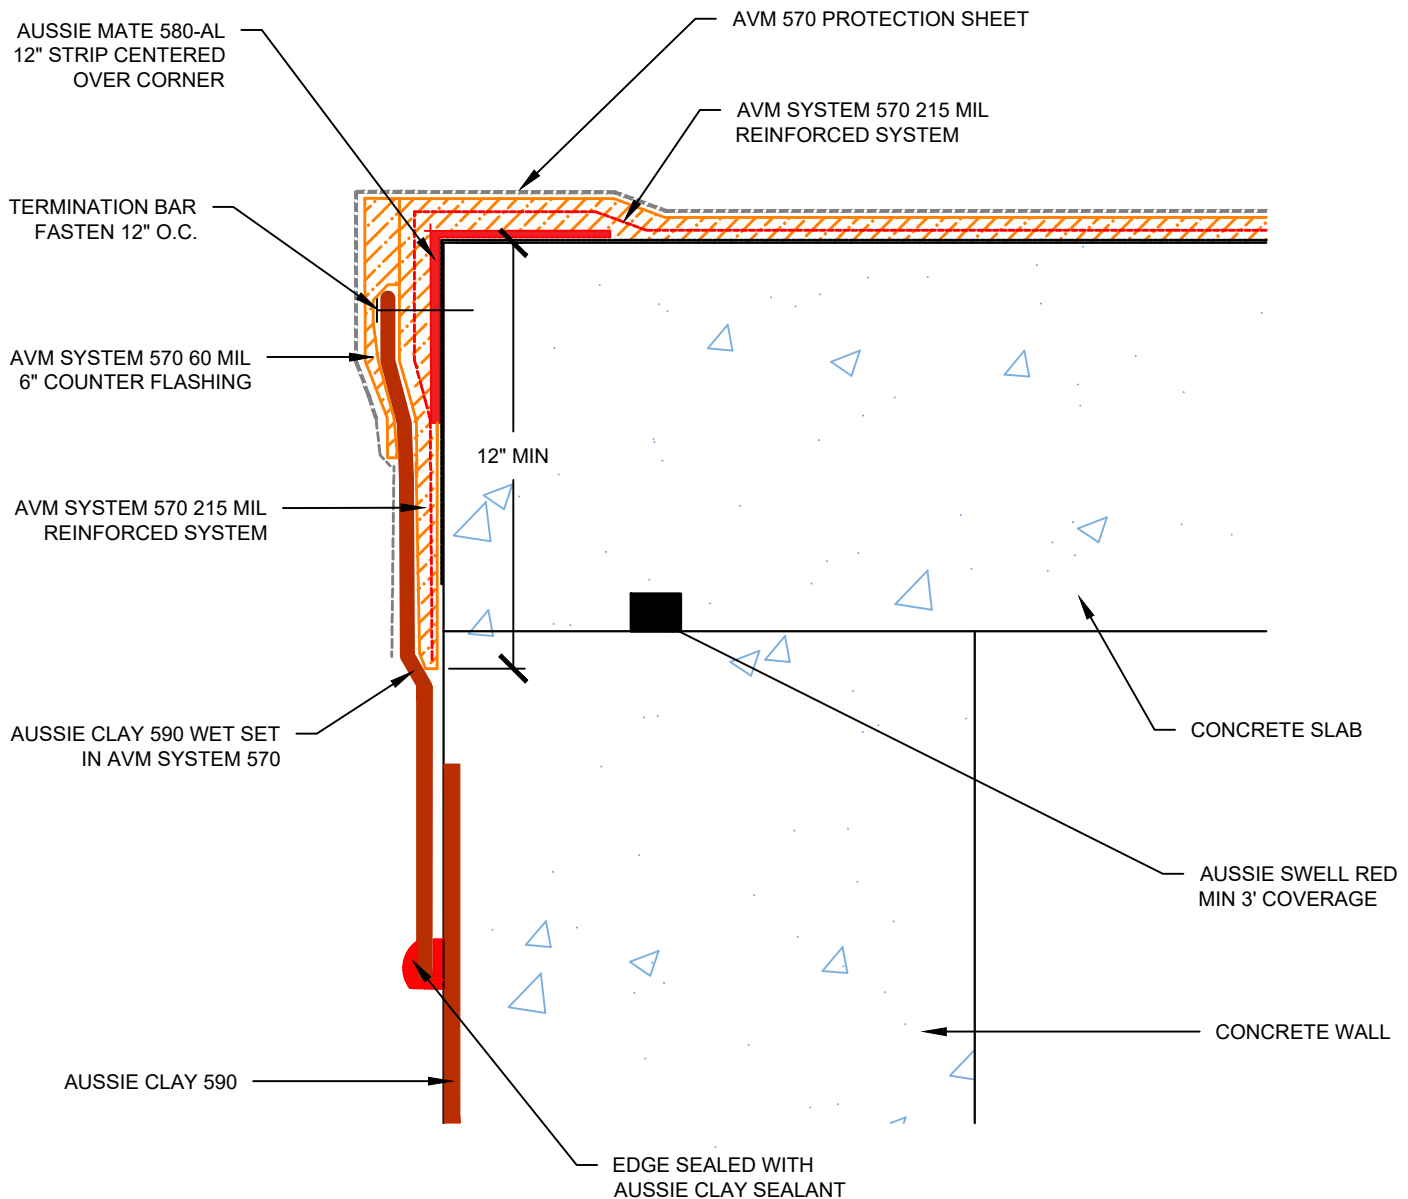 AUSSIE MATE 580-AL
12" STRIP CENTERED
OVER CORNER
AVM 570 PROTECTION SHEET
AVM SYSTEM 570 215 MIL
REINFORCED SYSTEM
TERMINATION BAR
FASTEN 12" O.C.
AVM SYSTEM 570 60 MIL
6" COUNTER FLASHING
12" MIN
AVM SYSTEM 570 215 MIL
REINFORCED SYSTEM
AUSSIE CLAY 590 WET SET
IN AVM SYSTEM 570
CONCRETE SLAB
AUSSIE SWELL RED
MIN 3' COVERAGE
CONCRETE WALL
AUSSIE CLAY 590
EDGE SEALED WITH
AUSSIE CLAY SEALANT